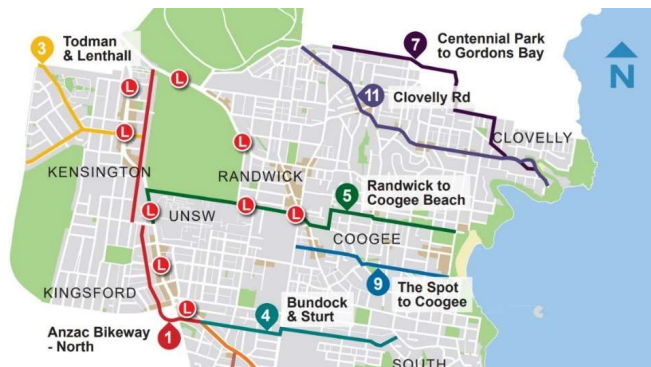 3
Todman
& Lenthall
7
Centennial Park
to Gordons Bay
N
11
Clovelly Rd
CLOVELLY
L
L
L
L
KENSINGTON
RANDWICK
5
Randwick to
Coogee Beach
L
UNSW
L
L
COOGEE
9
The Spot
to Coogee
L
KINGSFORD
L
4
Bundock
& Sturt
1
Anzac Bikeway
- North
SOUTH